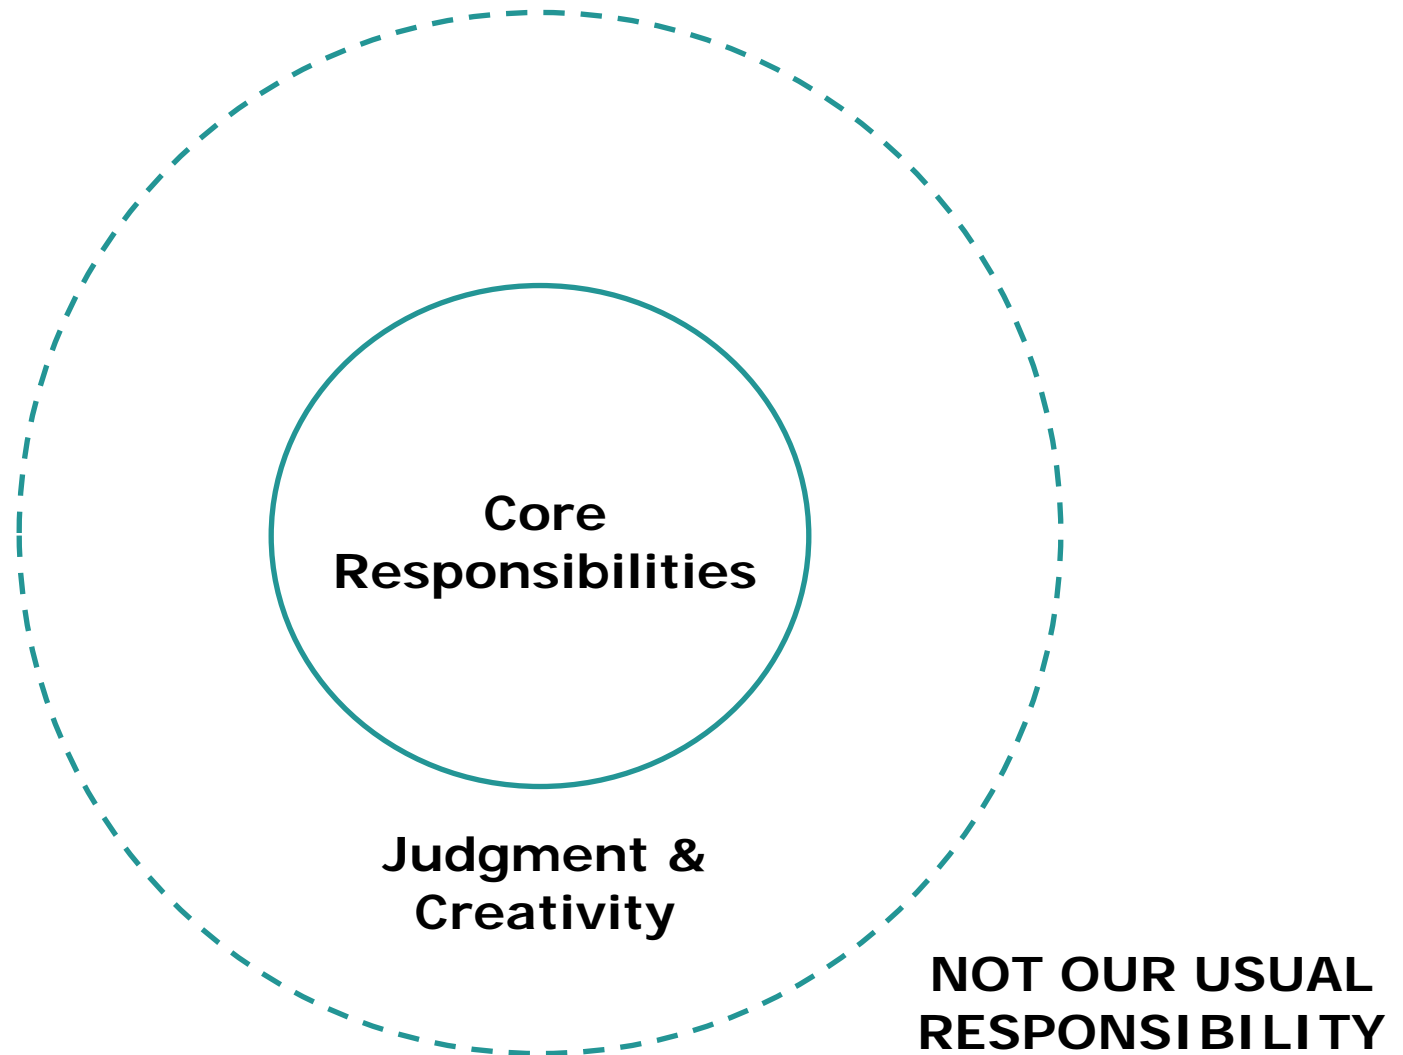 Core
Responsibilities
Judgment &
Creativity
NOT OUR USUAL
RESPONSIBILITY